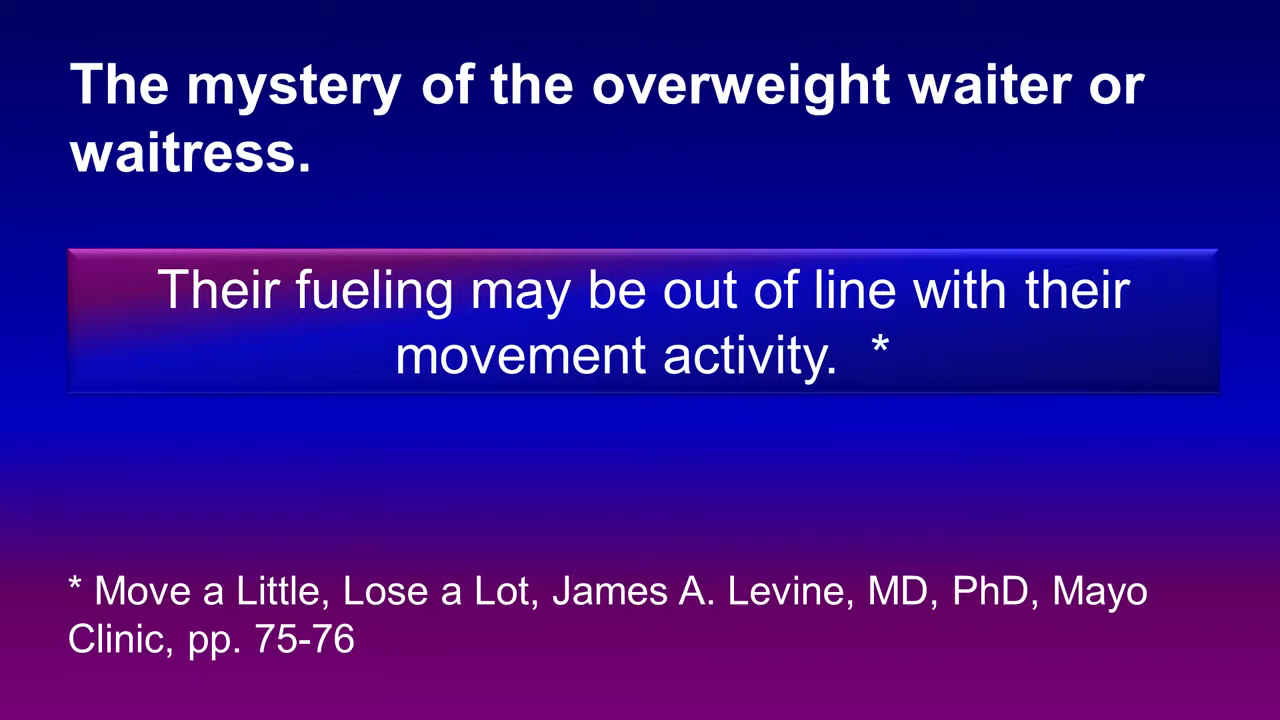 The mystery of the overweight waiter or
waitress.
Their fueling may be out of line with their
movement activity.  *
* Move a Little, Lose a Lot, James A. Levine, MD, PhD, Mayo
Clinic, pp. 75-76